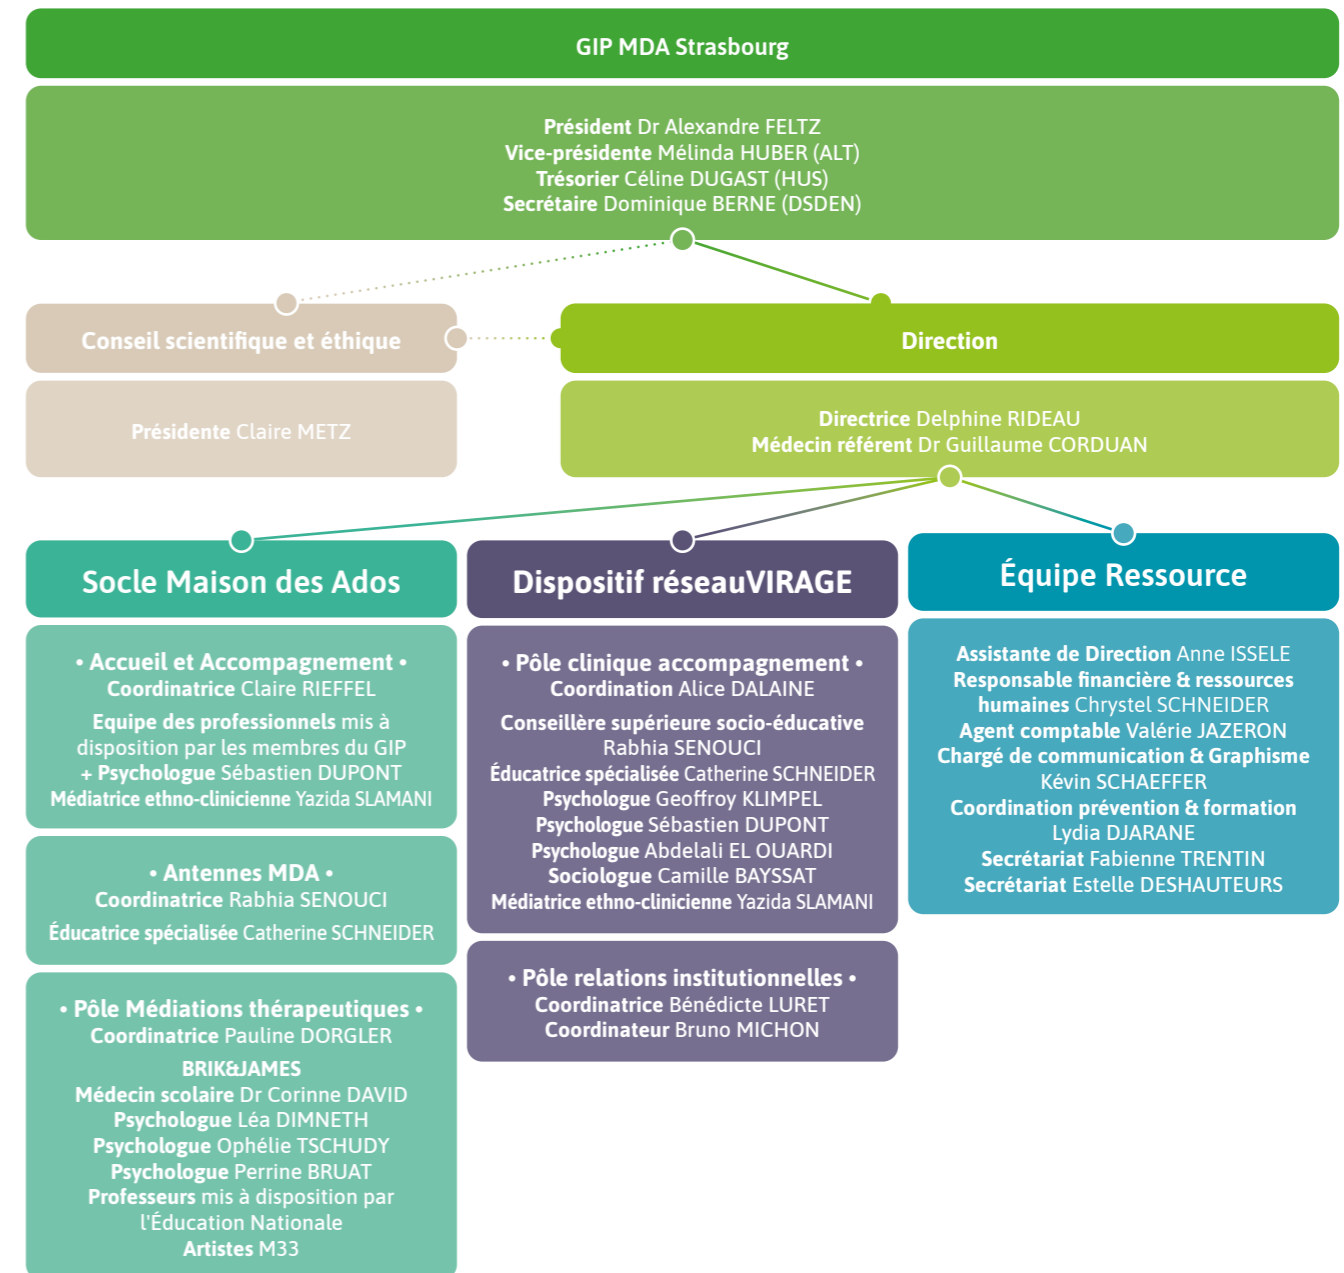 GIP MDA Strasbourg
Président Dr Alexandre FELTZ
Vice-présidente Mélinda HUBER (ALT)
Trésorier Céline DUGAST (HUS)
Secrétaire Dominique BERNE (DSDEN)
Conseil scientifique et éthique
Présidente Claire METZ
Direction
Directrice Delphine RIDEAU
Médecin référent Dr Guillaume CORDUAN
Socle Maison des Ados
• Accueil et Accompagnement •
Coordinatrice Claire RIEFFEL
Equipe des professionnels mis à
disposition par les membres du GIP
+ Psychologue Sébastien DUPONT
Médiatrice ethno-clinicienne Yazida SLAMANI
• Antennes MDA •
Coordinatrice Rabhia SENOUCI
Éducatrice spécialisée Catherine SCHNEIDER
• Pôle Médiations thérapeutiques •
Coordinatrice Pauline DORGLER
BRIK&JAMES
Médecin scolaire Dr Corinne DAVID
Psychologue Léa DIMNETH
Psychologue Ophélie TSCHUDY
Psychologue Perrine BRUAT
Professeurs mis à disposition par
l'Éducation Nationale
Artistes M33
Dispositif réseauVIRAGE
• Pôle clinique accompagnement •
Coordination Alice DALAINE
Conseillère supérieure socio-éducative
Rabhia SENOUCI
Éducatrice spécialisée Catherine SCHNEIDER
Psychologue Geoffroy KLIMPEL
Psychologue Sébastien DUPONT
Psychologue Abdelali EL OUARDI
Sociologue Camille BAYSSAT
Médiatrice ethno-clinicienne Yazida SLAMANI
• Pôle relations institutionnelles •
Coordinatrice Bénédicte LURET
Coordinateur Bruno MICHON
Équipe Ressource
Assistante de Direction Anne ISSELE
Responsable financière & ressources
humaines Chrystel SCHNEIDER
Agent comptable Valérie JAZERON
Chargé de communication & Graphisme
Kévin SCHAEFFER
Coordination prévention & formation
Lydia DJARANE
Secrétariat Fabienne TRENTIN
Secrétariat Estelle DESHAUTEURS